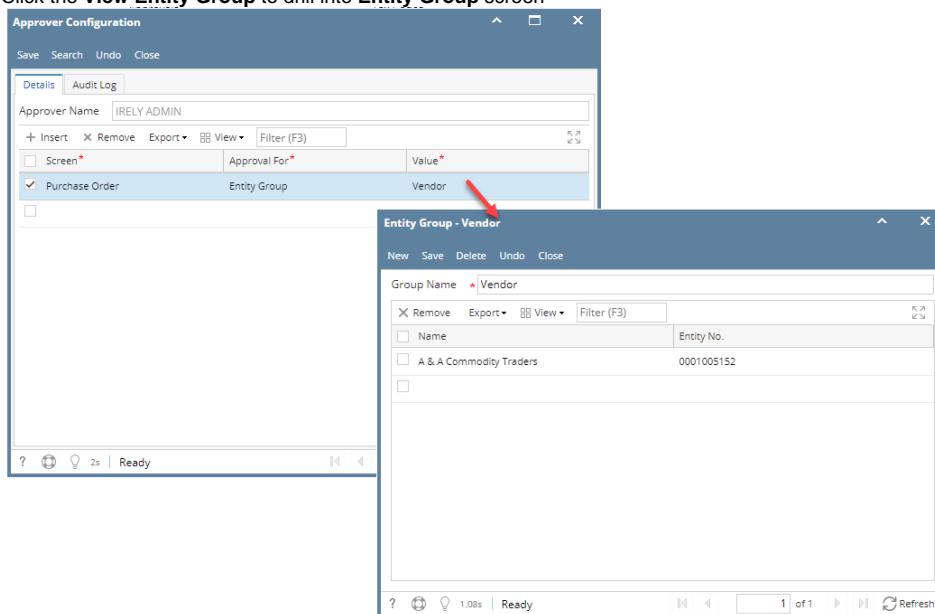 Click the View Entity Group to drill into Entity Group screen
Approver Configuration
Save Search Undo Close
Details Audit Log
Approver Name IRELY ADMIN
+ Insert X Remove Export View Filter (F3)
Screen* Approval For* Value*
Purchase Order Entity Group Vendor
? 2s Ready
Entity Group - Vendor
New Save Delete Undo Close
Group Name * Vendor
X Remove Export View Filter (F3)
Name Entity No.
A & A Commodity Traders 0001005152
? 1.08s Ready 1 of 1 Refresh